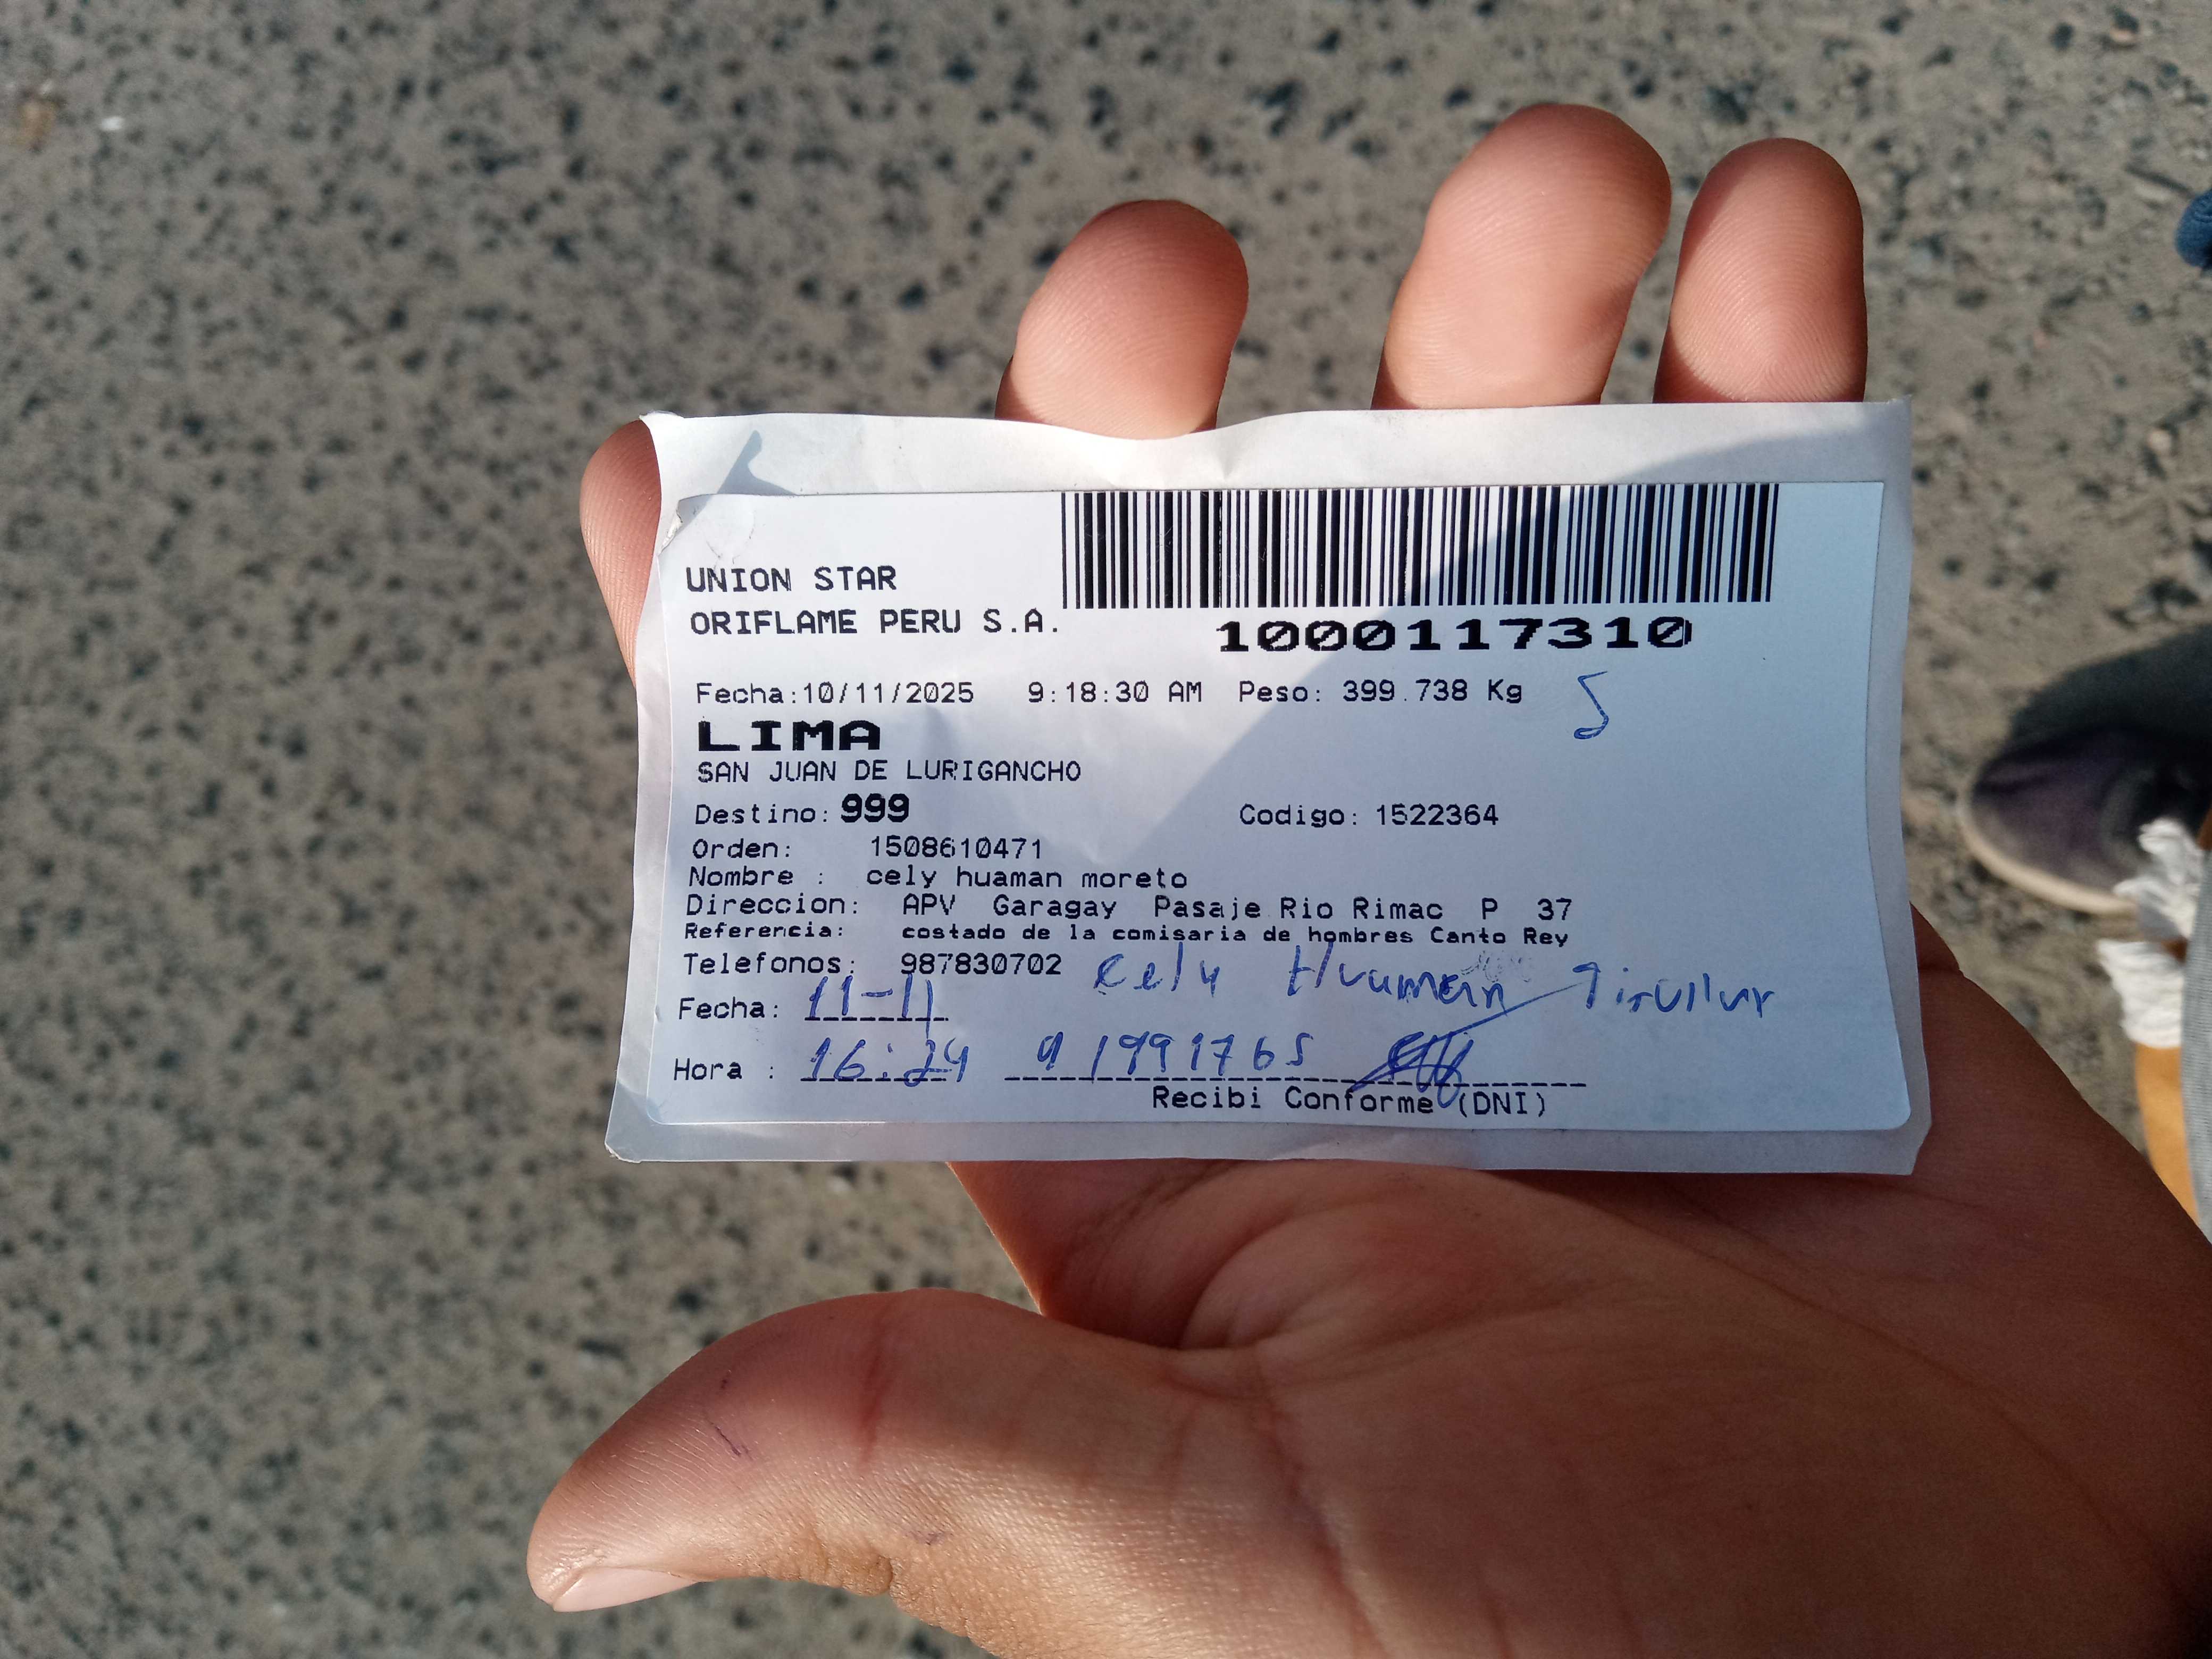 UNION STAR
ORIFLAME PERU S.A.
1000117310
Fecha:10/11/2025 9:18:30 AM Peso: 399.738 Kg
LIMA
SAN JUAN DE LURIGANCHO
Destino: 999 Codigo: 1522364
Orden: 1508610471
Nombre : cely huaman moreto
Direccion: APV Garagay Pasaje Rio Rimac P 37
Referencia: costado de la comisaria de hombres Canto Rey
Telefonos: 987830702 Cely Huaman
Fecha: 11-11
Hora : 16:24
Recibi Conforme (DNI)